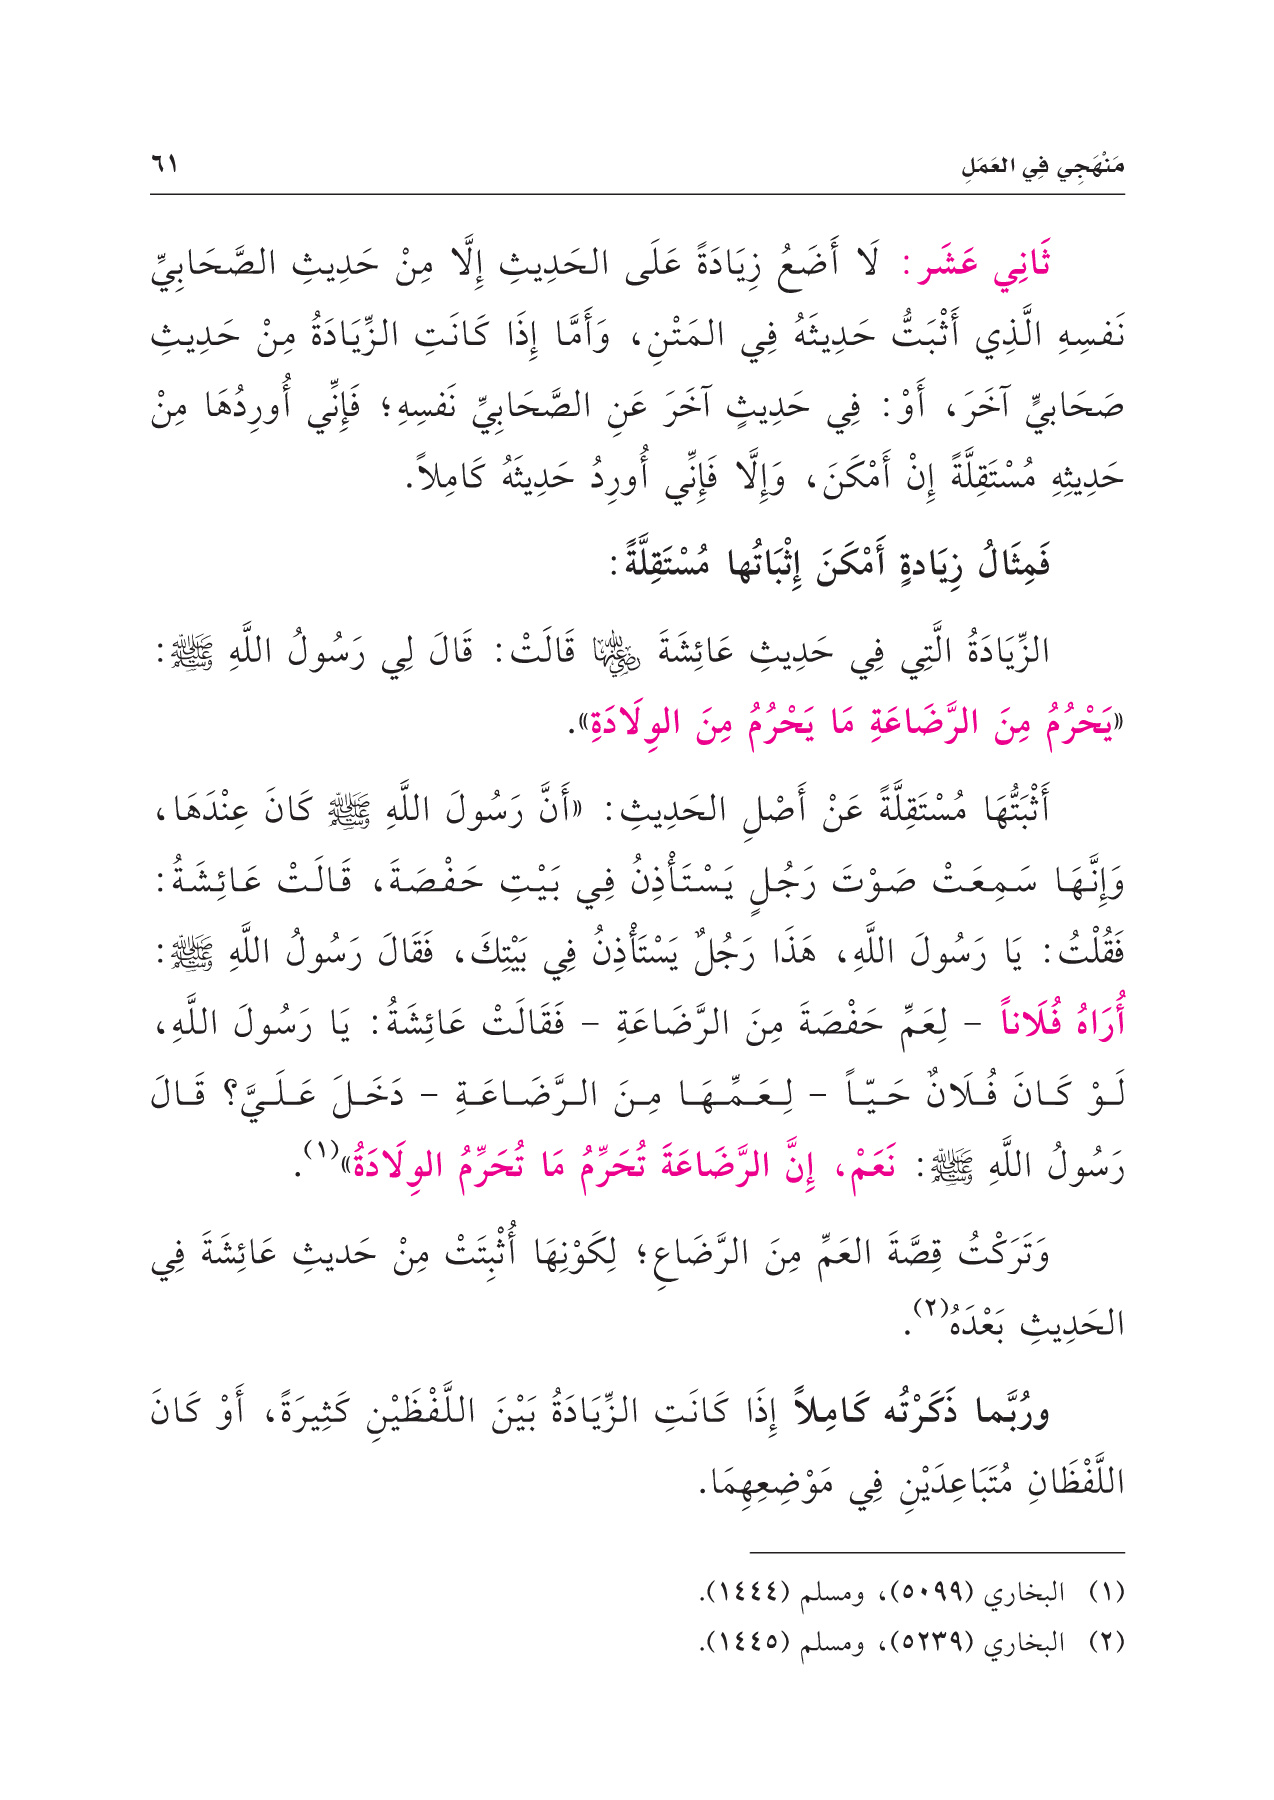 مَنْهَجِي فِي العَمَلِ ٦١
ثَانِي عَشَر: لَا أَضَعُ زِيَادَةً عَلَى الحَدِيثِ إِلَّا مِنْ حَدِيثِ الصَّحَابِيِّ
نَفسِهِ الَّذِي أَثْبَتُّ حَدِيثَهُ فِي المَتْنِ، وَأَمَّا إِذَا كَانَتِ الزِّيَادَةُ مِنْ حَدِيثِ
صَحَابيٍّ آخَرَ، أَوْ: فِي حَدِيثٍ آخَرَ عَنِ الصَّحَابِيِّ نَفسِهِ؛ فَإِنِّي أُورِدُهَا مِنْ
حَدِيثِهِ مُسْتَقِلَّةً إِنْ أَمْكَنَ، وَإِلَّا فَإِنِّي أُورِدُ حَدِيثَهُ كَامِلاً.
فَمِثَالُ زِيَادةٍ أَمْكَنَ إِثْبَاتُها مُسْتَقِلَّةً:
الزِّيَادَةُ الَّتِي فِي حَدِيثِ عَائِشَةَ رضي الله عنها قَالَتْ: قَالَ لِي رَسُولُ اللَّهِ ﷺ:
«يَحْرُمُ مِنَ الرَّضَاعَةِ مَا يَحْرُمُ مِنَ الوِلَادَةِ».
أَثْبَتُّهَا مُسْتَقِلَّةً عَنْ أَصْلِ الحَدِيثِ: «أَنَّ رَسُولَ اللَّهِ ﷺ كَانَ عِنْدَهَا،
وَإِنَّهَا سَمِعَتْ صَوْتَ رَجُلٍ يَسْتَأْذِنُ فِي بَيْتِ حَفْصَةَ، قَالَتْ عَائِشَةُ:
فَقُلْتُ: يَا رَسُولَ اللَّهِ، هَذَا رَجُلٌ يَسْتَأْذِنُ فِي بَيْتِكَ، فَقَالَ رَسُولُ اللَّهِ ﷺ:
أُرَاهُ فُلَاناً – لِعَمِّ حَفْصَةَ مِنَ الرَّضَاعَةِ – فَقَالَتْ عَائِشَةُ: يَا رَسُولَ اللَّهِ،
لَوْ كَانَ فُلَانٌ حَيّاً – لِعَمِّهَا مِنَ الرَّضَاعَةِ – دَخَلَ عَلَيَّ؟ قَالَ
رَسُولُ اللَّهِ ﷺ: نَعَمْ، إِنَّ الرَّضَاعَةَ تُحَرِّمُ مَا تُحَرِّمُ الوِلَادَةُ»(١).
وَتَرَكْتُ قِصَّةَ العَمِّ مِنَ الرَّضَاعِ؛ لِكَوْنِهَا أُثْبِتَتْ مِنْ حَديثِ عَائِشَةَ فِي
الحَدِيثِ بَعْدَهُ(٢).
ورُبَّما ذَكَرْتُه كَامِلاً إِذَا كَانَتِ الزِّيَادَةُ بَيْنَ اللَّفْظَيْنِ كَثِيرَةً، أَوْ كَانَ
اللَّفْظَانِ مُتَبَاعِدَيْنِ فِي مَوْضِعِهِمَا.
(١) البخاري (٥٠٩٩)، ومسلم (١٤٤٤).
(٢) البخاري (٥٢٣٩)، ومسلم (١٤٤٥).